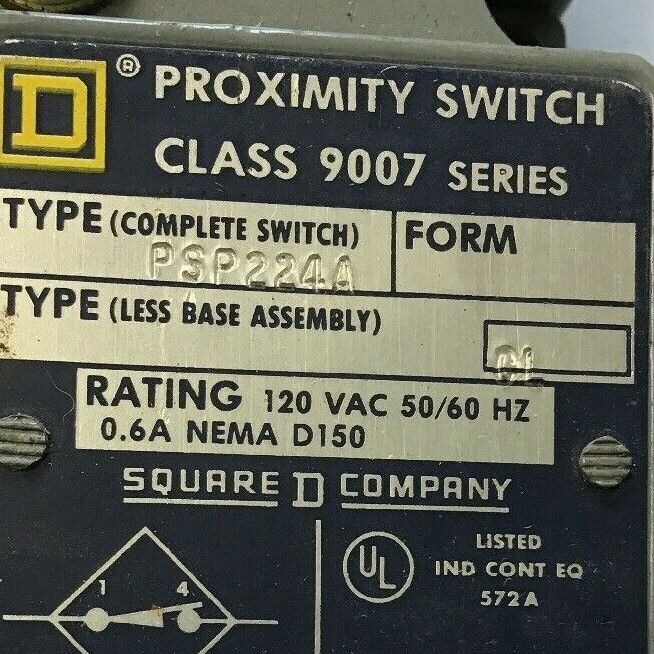 D ® PROXIMITY SWITCH
CLASS 9007 SERIES
TYPE (COMPLETE SWITCH) FORM
PSP224A
TYPE (LESS BASE ASSEMBLY)
CL
RATING 120 VAC 50/60 HZ
0.6A NEMA D150
SQUARE D COMPANY
1 4
UL LISTED
IND CONT EQ
572A